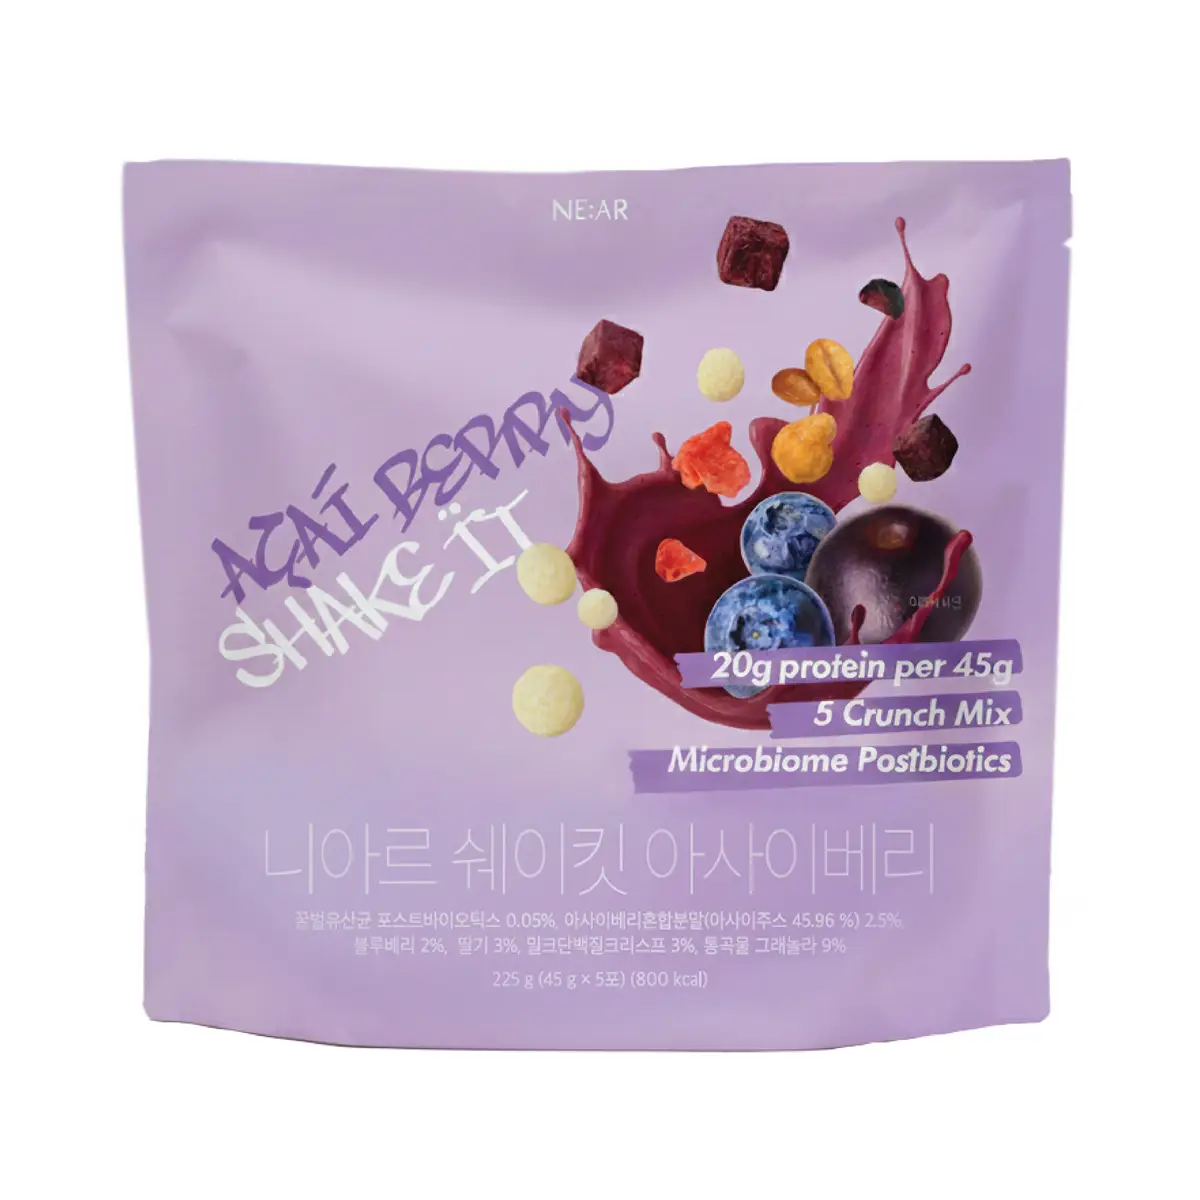 NE:AR
AÇAÍ BERRY
SHAKE ÏT
20g protein per 45g
5 Crunch Mix
Microbiome Postbiotics
니아르 쉐이킷 아사이베리
꿀벌유산균 포스트바이오틱스 0.05%, 아사이베리혼합분말(아사이주스 45.96 %) 2.5%,
블루베리 2%, 딸기 3%, 밀크단백질크리스프 3%, 통곡물 그래놀라 9%
225 g (45 g × 5포) (800 kcal)